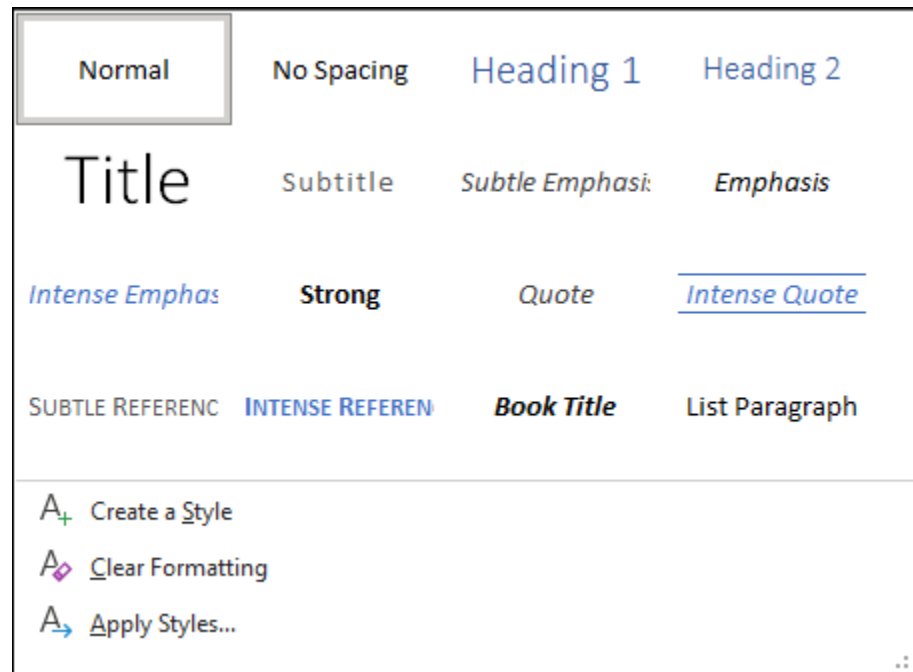 Normal No Spacing Heading 1 Heading 2
Title Subtitle Subtle Emphasis Emphasis
Intense Emphas Strong Quote Intense Quote
SUBTLE REFERENC INTENSE REFEREN Book Title List Paragraph
Create a Style
Clear Formatting
Apply Styles...